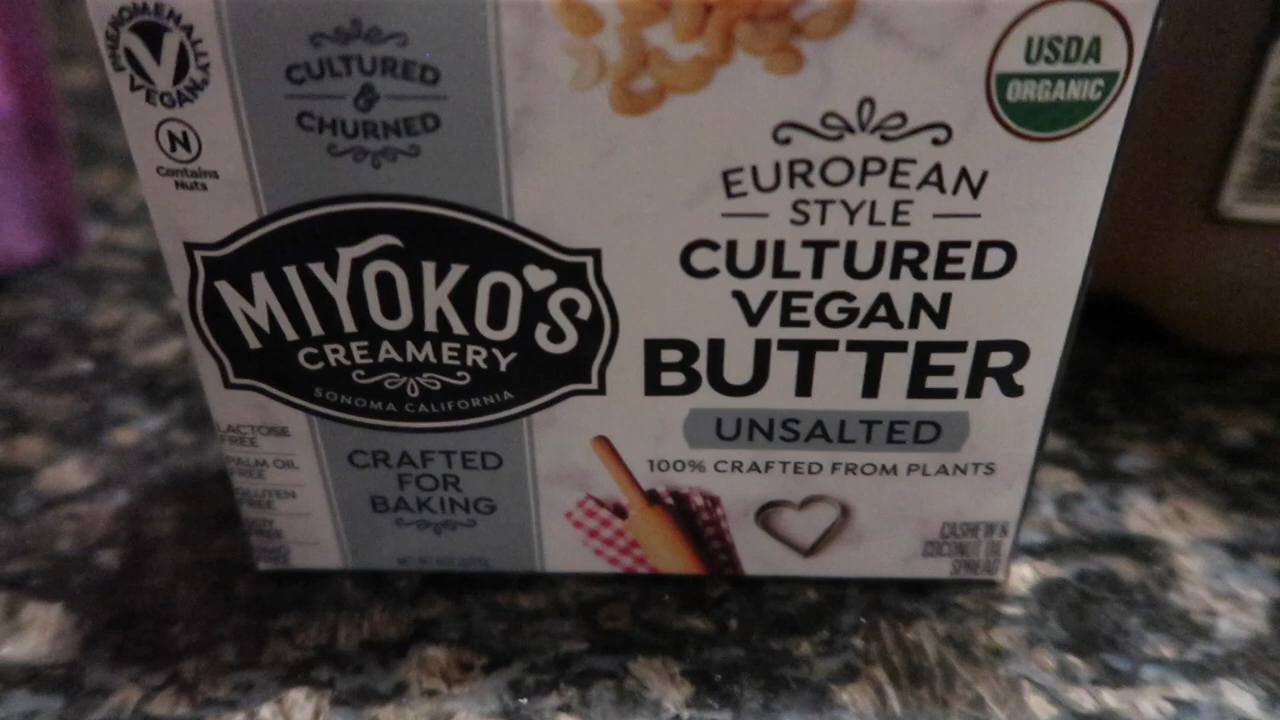 PHENOMENALLY
VEGAN
N
Contains
Nuts
CULTURED
&
CHURNED
MIYOKO'S
CREAMERY
SONOMA CALIFORNIA
LACTOSE
FREE
PALM OIL
FREE
GLUTEN
FREE
CRAFTED
FOR
BAKING
USDA
ORGANIC
EUROPEAN
STYLE
CULTURED
VEGAN
BUTTER
UNSALTED
100% CRAFTED FROM PLANTS
CASHEW &
COCONUT OIL
SPREAD